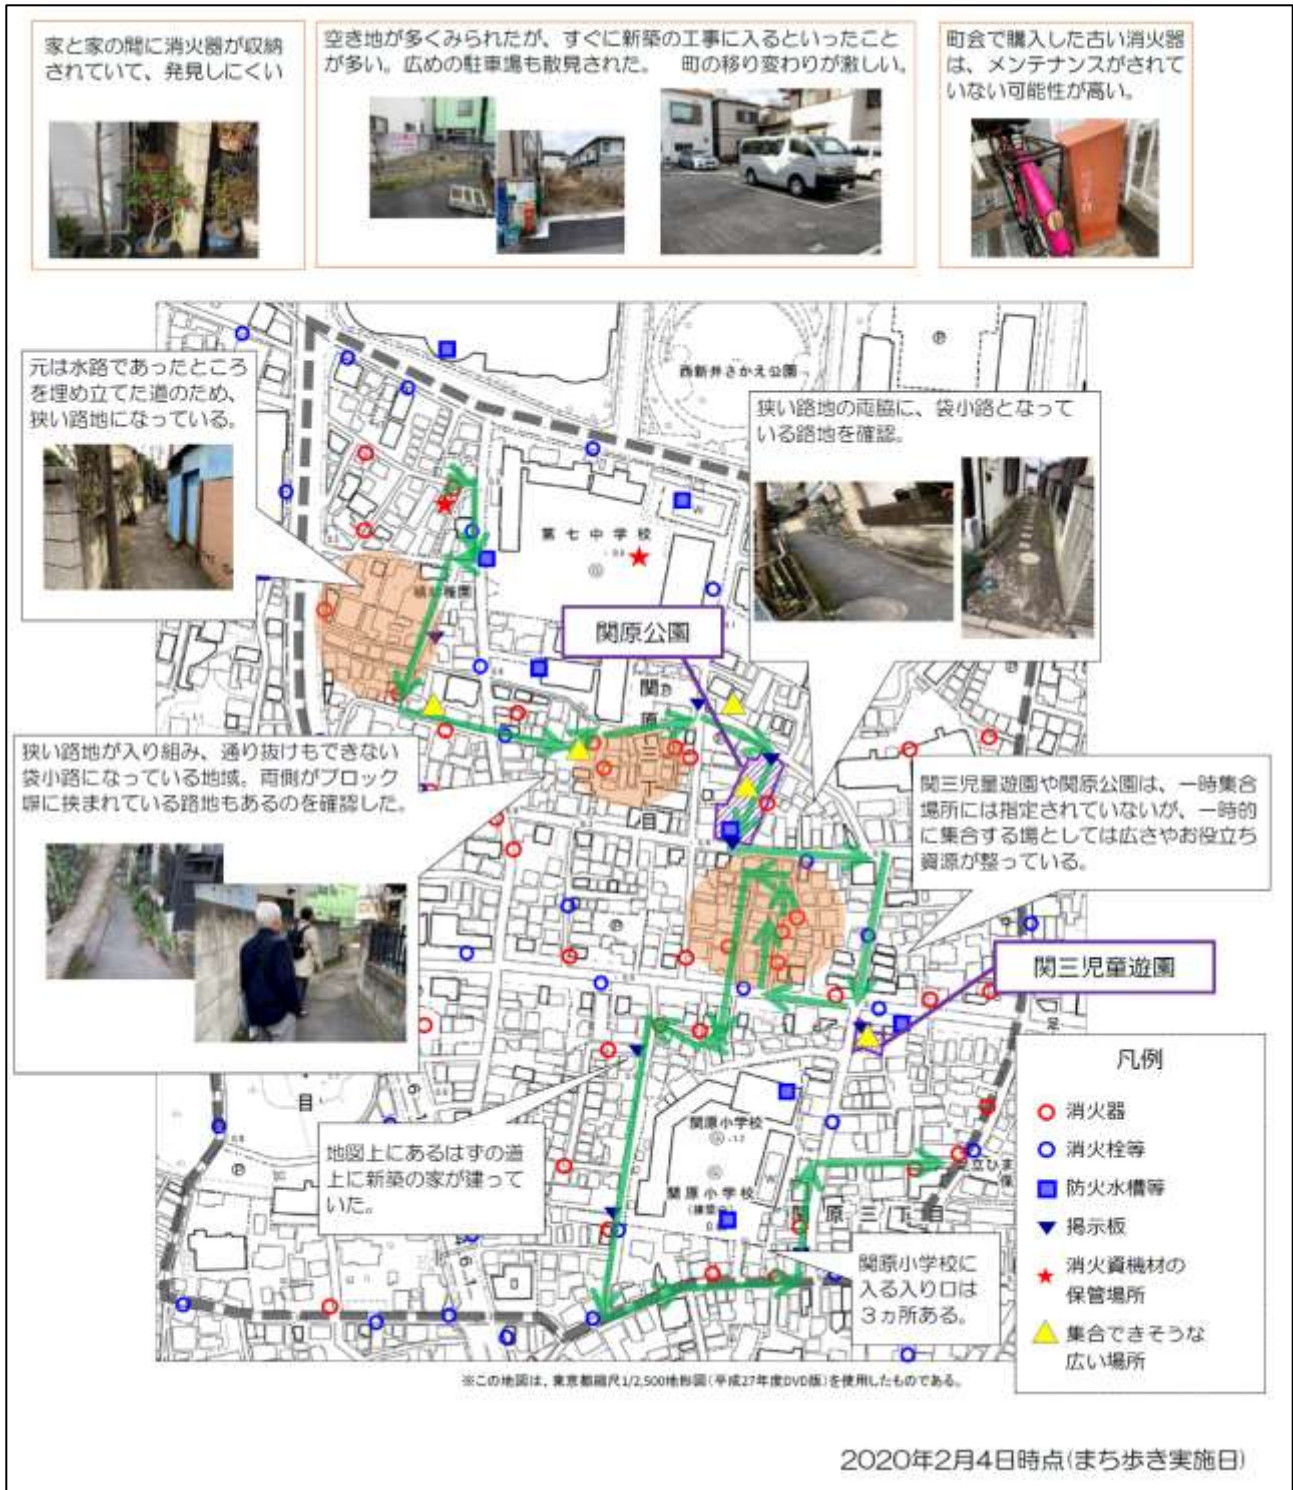 家と家の間に消火器が収納
されていて、発見しにくい
空き地が多くみられたが、すぐに新築の工事に入るといったこと
が多い。広めの駐車場も散見された。　町の移り変わりが激しい。
町会で購入した古い消火器
は、メンテナンスがされて
いない可能性が高い。
元は水路であったところ
を埋め立てた道のため、
狭い路地になっている。
西新井さかえ公園
狭い路地の両脇に、袋小路となって
いる路地を確認。
第七中学校
関原公園
関原三丁目
狭い路地が入り組み、通り抜けもできない
袋小路になっている地域。両側がブロック
塀に挟まれている路地もあるのを確認した。
関三児童遊園や関原公園は、一時集合
場所には指定されていないが、一時的
に集合する場としては広さやお役立ち
資源が整っている。
関三児童遊園
地図上にあるはずの道
上に新築の家が建って
いた。
関原小学校
関原小学校
関原三丁目
関原小学校に
入る入り口は
３ヵ所ある。
凡例
消火器
消火栓等
防火水槽等
掲示板
消火資機材の
保管場所
集合できそうな
広い場所
※この地図は、東京都縮尺1/2,500地形図(平成27年度DVD版)を使用したものである。
2020年2月4日時点(まち歩き実施日)